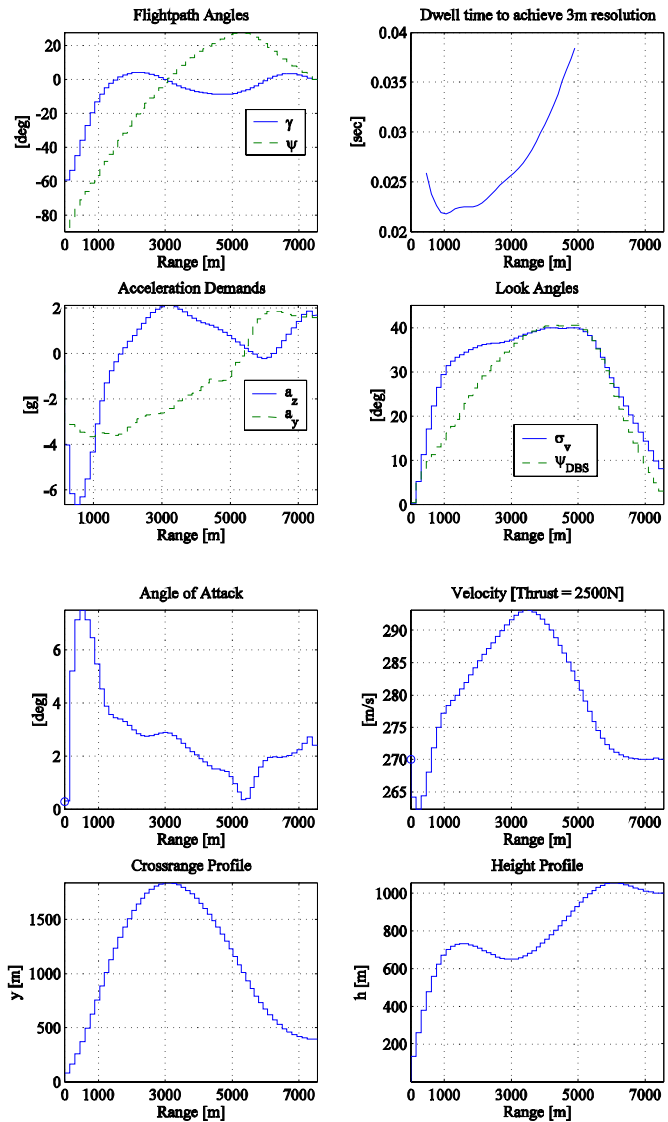 Flightpath Angles
20
0
-20
-40
-60
-80
[deg]
γ
ψ
0 1000 3000 5000 7000
Range [m]
Dwell time to achieve 3m resolution
0.04
0.03
0.02
[sec]
0 1000 3000 5000 7000
Range [m]
Acceleration Demands
2
0
-2
-4
-6
[g]
a_z
a_y
1000 3000 5000 7000
Range [m]
Look Angles
40
30
20
10
0
[deg]
σ_v
ψ_DBS
0 1000 3000 5000 7000
Range [m]
Angle of Attack
6
4
2
0
[deg]
0 1000 3000 5000 7000
Range [m]
Velocity [Thrust = 2500N]
290
285
280
275
270
265
[m/s]
0 1000 3000 5000 7000
Range [m]
Crossrange Profile
1500
1000
500
0
y [m]
0 1000 3000 5000 7000
Range [m]
Height Profile
1000
800
600
400
200
h [m]
0 1000 3000 5000 7000
Range [m]